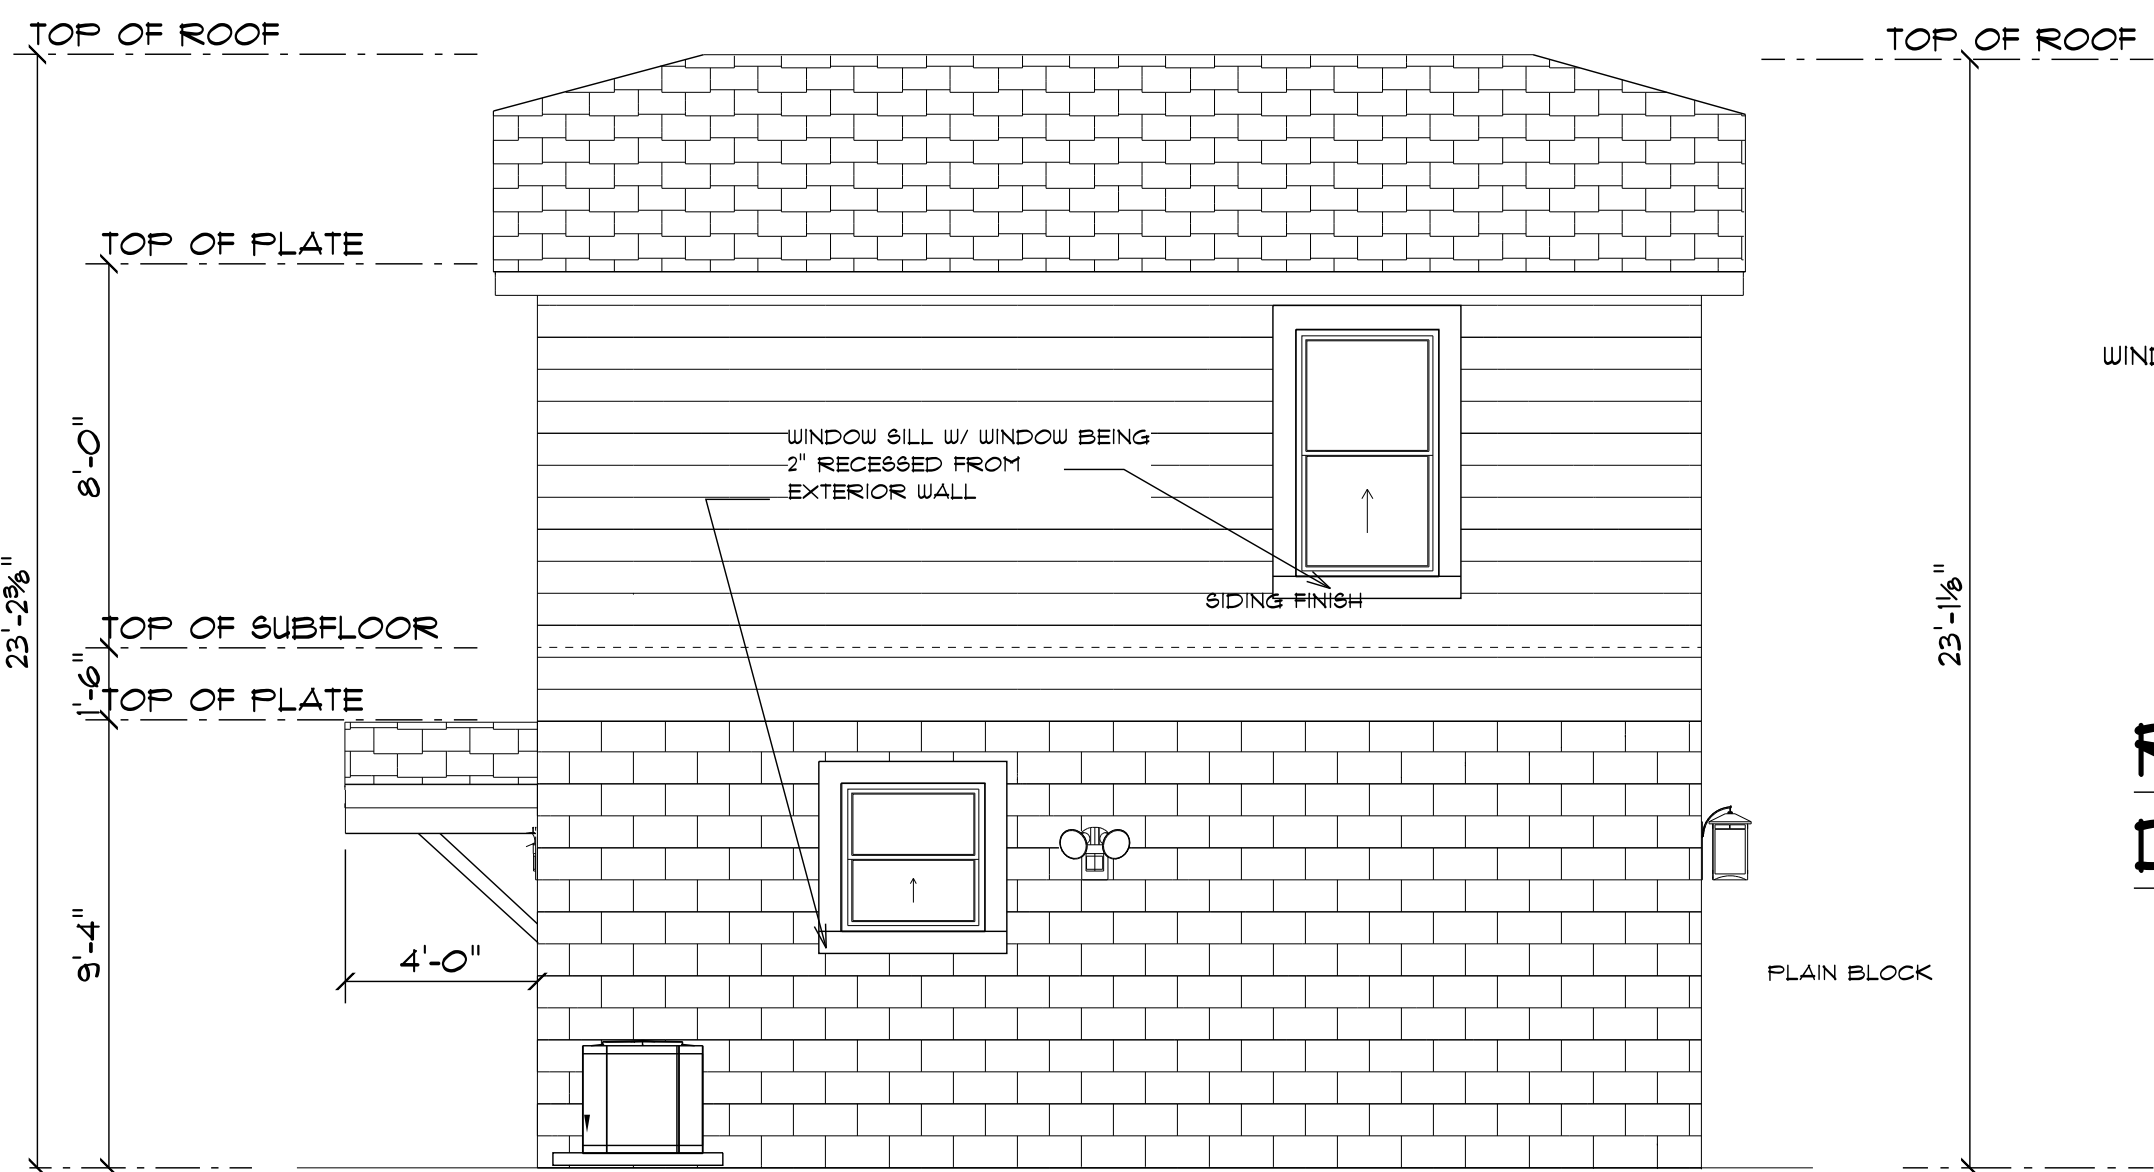 TOP OF ROOF
TOP OF ROOF
TOP OF PLATE
8'-0"
WINDOW SILL W/ WINDOW BEING
2" RECESSED FROM
EXTERIOR WALL
23'-2⅜"
23'-1⅛"
SIDING FINISH
TOP OF SUBFLOOR
1'-6"
TOP OF PLATE
9'-4"
4'-0"
PLAIN BLOCK